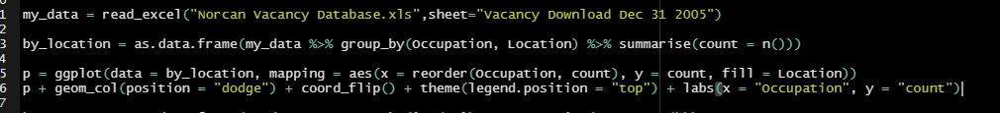 1 my_data = read_excel("Norcan Vacancy Database.xls",sheet="Vacancy Download Dec 31 2005")
2
3 by_location = as.data.frame(my_data %>% group_by(Occupation, Location) %>% summarise(count = n()))
4
5 p = ggplot(data = by_location, mapping = aes(x = reorder(Occupation, count), y = count, fill = Location))
6 p + geom_col(position = "dodge") + coord_flip() + theme(legend.position = "top") + labs(x = "Occupation", y = "count")
7